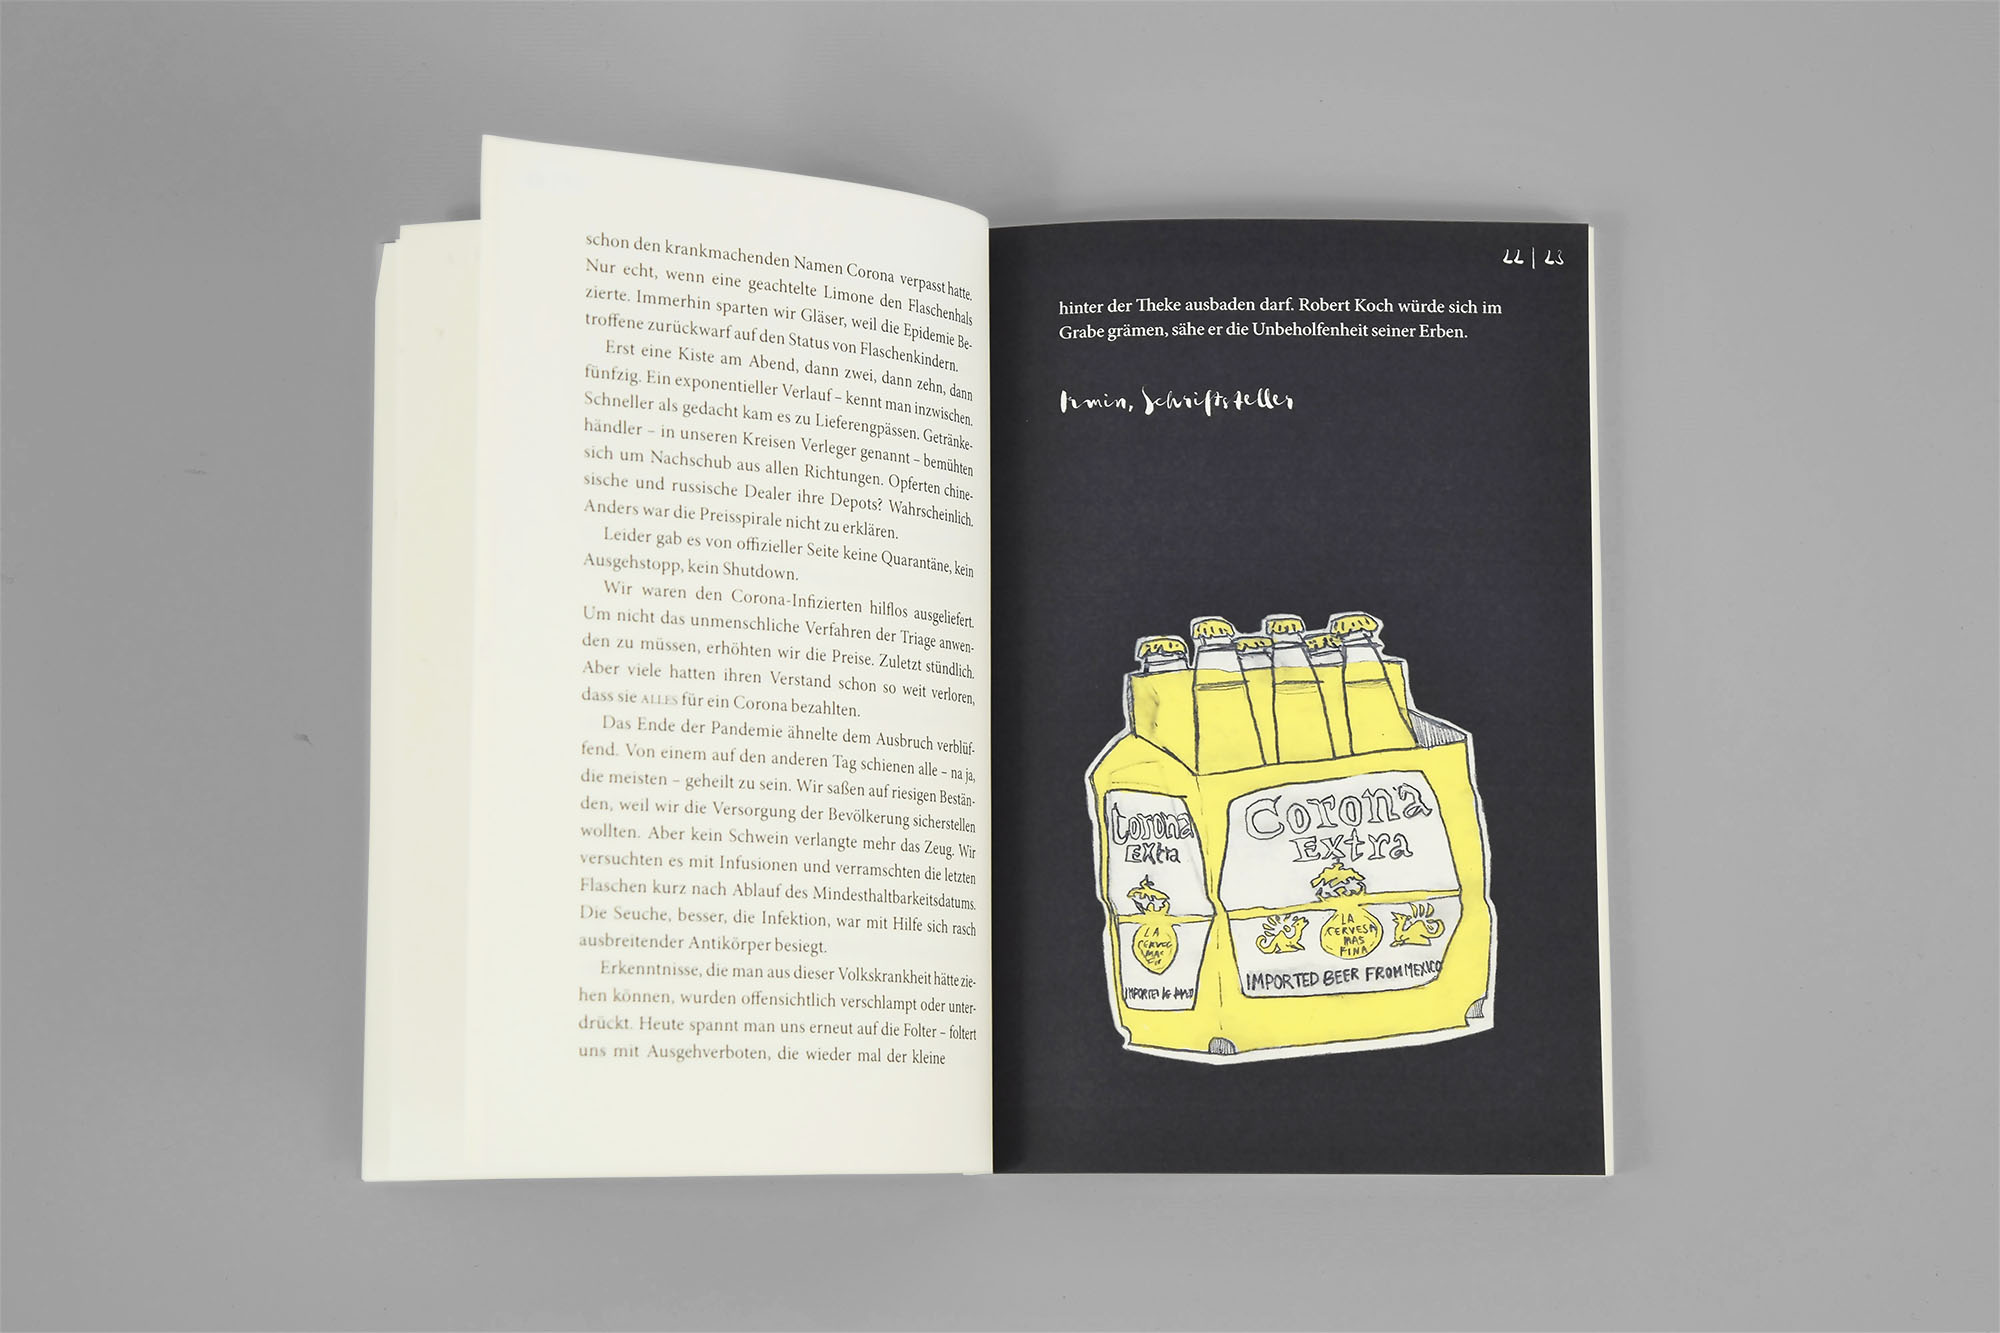 schon den krankmachenden Namen Corona verpasst hatte.
Nur echt, wenn eine geachtelte Limone den Flaschenhals
zierte. Immerhin sparten wir Gläser, weil die Epidemie Be-
troffene zurückwarf auf den Status von Flaschenkindern.
Erst eine Kiste am Abend, dann zwei, dann zehn, dann
fünfzig. Ein exponentieller Verlauf – kennt man inzwischen.
Schneller als gedacht kam es zu Lieferengpässen. Getränke-
händler – in unseren Kreisen Verleger genannt – bemühten
sich um Nachschub aus allen Richtungen. Opferten chine-
sische und russische Dealer ihre Depots? Wahrscheinlich.
Anders war die Preisspirale nicht zu erklären.
Leider gab es von offizieller Seite keine Quarantäne, kein
Ausgehstopp, kein Shutdown.
Wir waren den Corona-Infizierten hilflos ausgeliefert.
Um nicht das unmenschliche Verfahren der Triage anwen-
den zu müssen, erhöhten wir die Preise. Zuletzt stündlich.
Aber viele hatten ihren Verstand schon so weit verloren,
dass sie ALLES für ein Corona bezahlten.
Das Ende der Pandemie ähnelte dem Ausbruch verblüf-
fend. Von einem auf den anderen Tag schienen alle – na ja,
die meisten – geheilt zu sein. Wir saßen auf riesigen Bestän-
den, weil wir die Versorgung der Bevölkerung sicherstellen
wollten. Aber kein Schwein verlangte mehr das Zeug. Wir
versuchten es mit Infusionen und verramschten die letzten
Flaschen kurz nach Ablauf des Mindesthaltbarkeitsdatums.
Die Seuche, besser, die Infektion, war mit Hilfe sich rasch
ausbreitender Antikörper besiegt.
Erkenntnisse, die man aus dieser Volkskrankheit hätte zie-
hen können, wurden offensichtlich verschlampt oder unter-
drückt. Heute spannt man uns erneut auf die Folter – foltert
uns mit Ausgehverboten, die wieder mal der kleine
22 | 23
hinter der Theke ausbaden darf. Robert Koch würde sich im
Grabe grämen, sähe er die Unbeholfenheit seiner Erben.
Irmin, Schriftsteller
Corona
Extra
LA
IMPORTED
Corona
Extra
LA
CERVESA
MAS
FINA
IMPORTED BEER FROM MEXICO